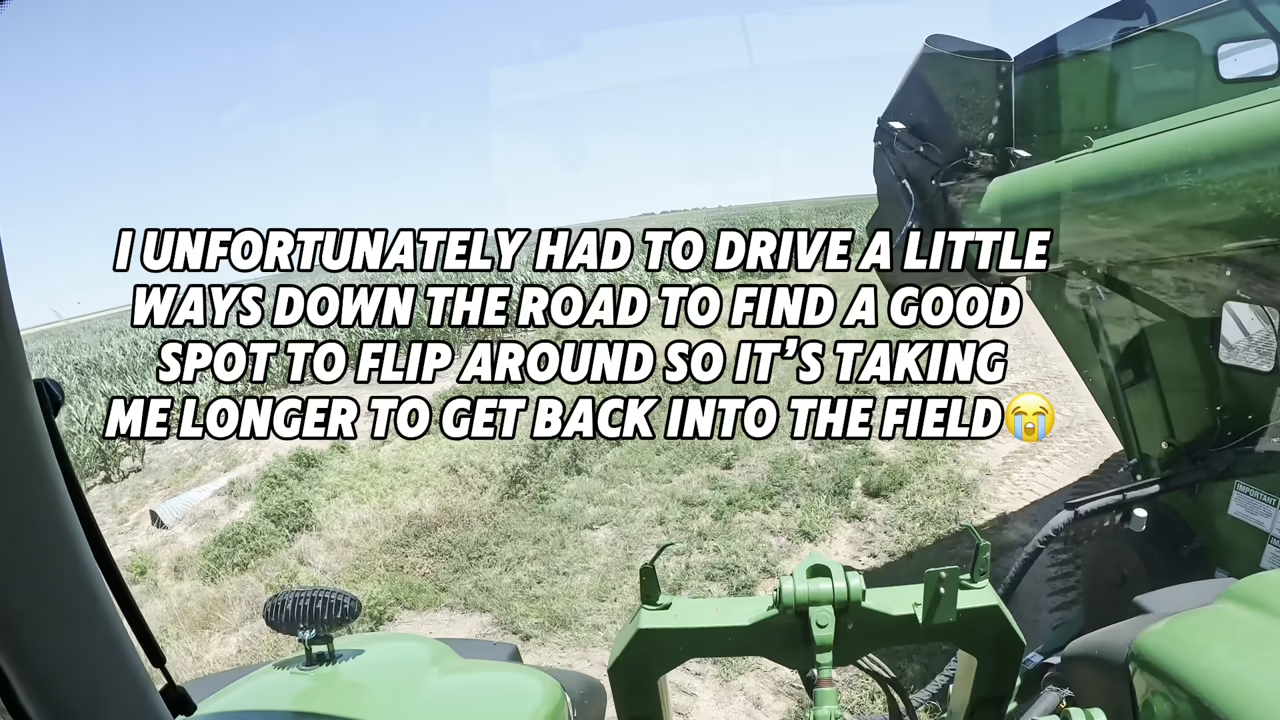 I UNFORTUNATELY HAD TO DRIVE A LITTLE
WAYS DOWN THE ROAD TO FIND A GOOD
SPOT TO FLIP AROUND SO IT'S TAKING
ME LONGER TO GET BACK INTO THE FIELD😭
IMPORTANT